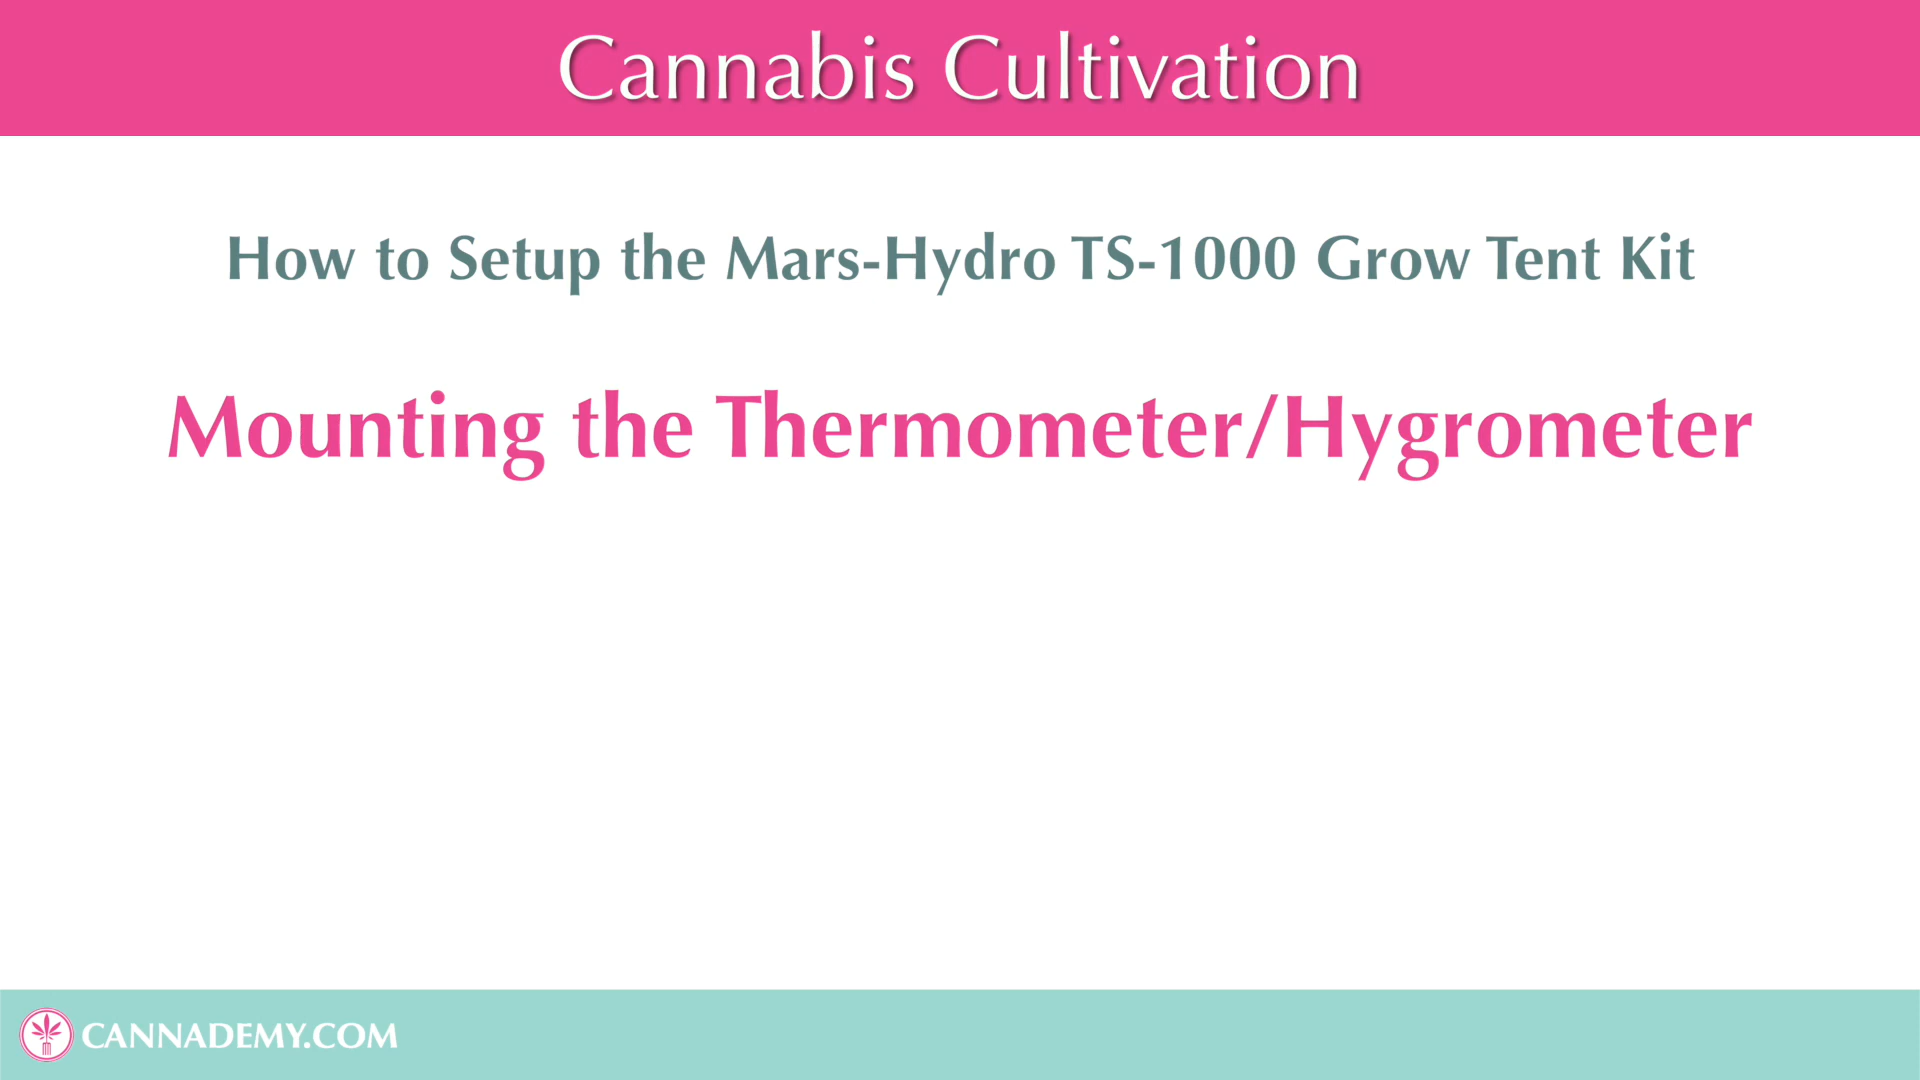 Cannabis Cultivation
How to Setup the Mars-Hydro TS-1000 Grow Tent Kit
Mounting the Thermometer/Hygrometer
CANNADEMY.COM